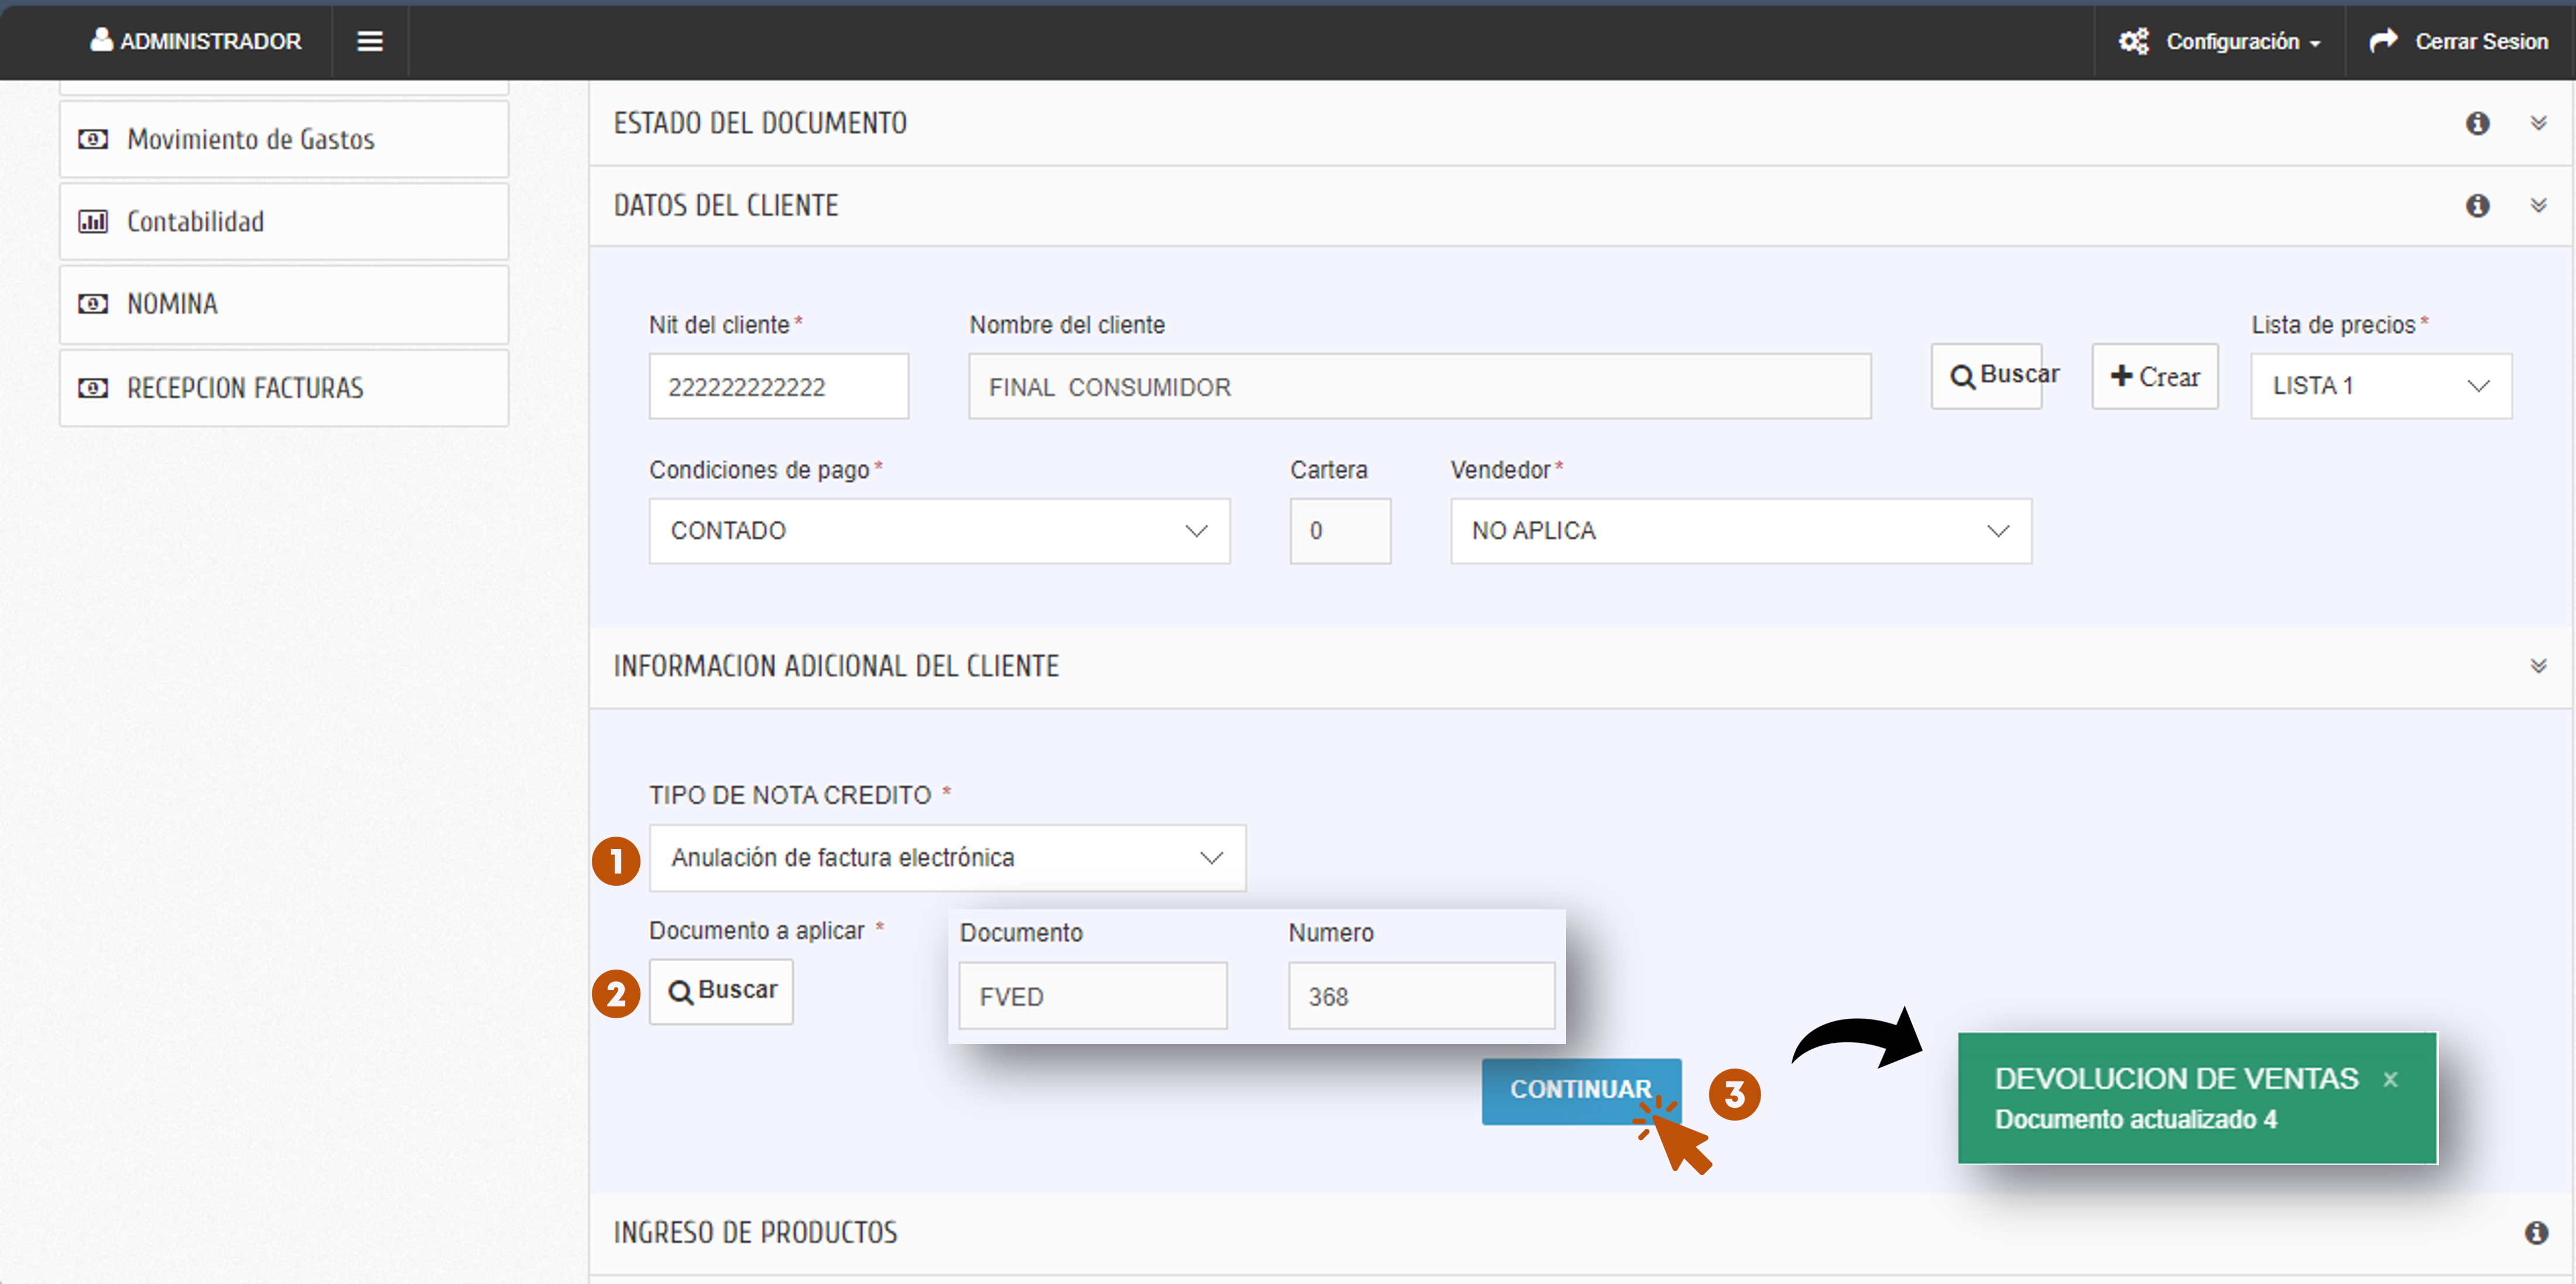 ADMINISTRADOR
Configuración
Cerrar Sesion
Movimiento de Gastos
Contabilidad
NOMINA
RECEPCION FACTURAS
ESTADO DEL DOCUMENTO
DATOS DEL CLIENTE
Nit del cliente *
Nombre del cliente
Lista de precios *
222222222222
FINAL CONSUMIDOR
Buscar
Crear
LISTA 1
Condiciones de pago *
Cartera
Vendedor *
CONTADO
0
NO APLICA
INFORMACION ADICIONAL DEL CLIENTE
TIPO DE NOTA CREDITO *
1
Anulación de factura electrónica
Documento a aplicar *
Documento
Numero
2
Buscar
FVED
368
CONTINUAR
3
DEVOLUCION DE VENTAS x
Documento actualizado 4
INGRESO DE PRODUCTOS